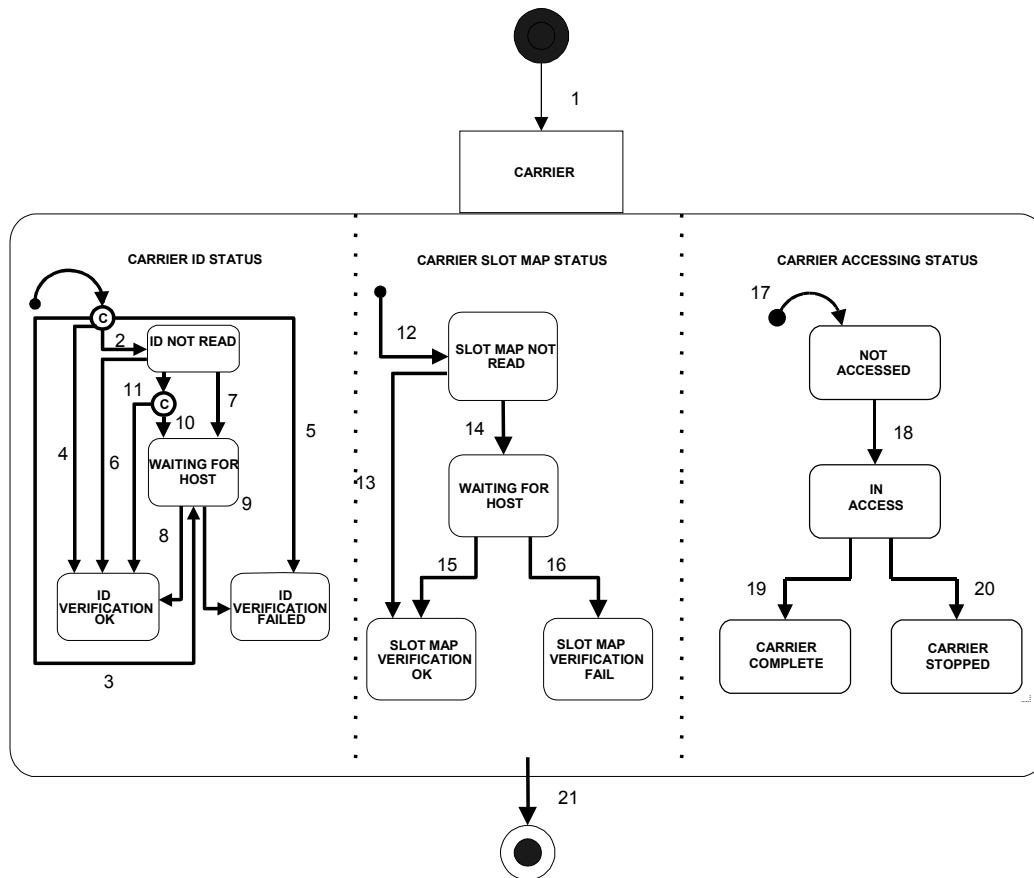 1
CARRIER
CARRIER ID STATUS
C
2
ID NOT READ
11
C
10
7
4
6
5
WAITING FOR
HOST
9
8
ID
VERIFICATION
OK
ID
VERIFICATION
FAILED
3
CARRIER SLOT MAP STATUS
12
SLOT MAP NOT
READ
14
13
WAITING FOR
HOST
15
16
SLOT MAP
VERIFICATION
OK
SLOT MAP
VERIFICATION
FAIL
CARRIER ACCESSING STATUS
17
NOT
ACCESSED
18
IN
ACCESS
19
20
CARRIER
COMPLETE
CARRIER
STOPPED
21